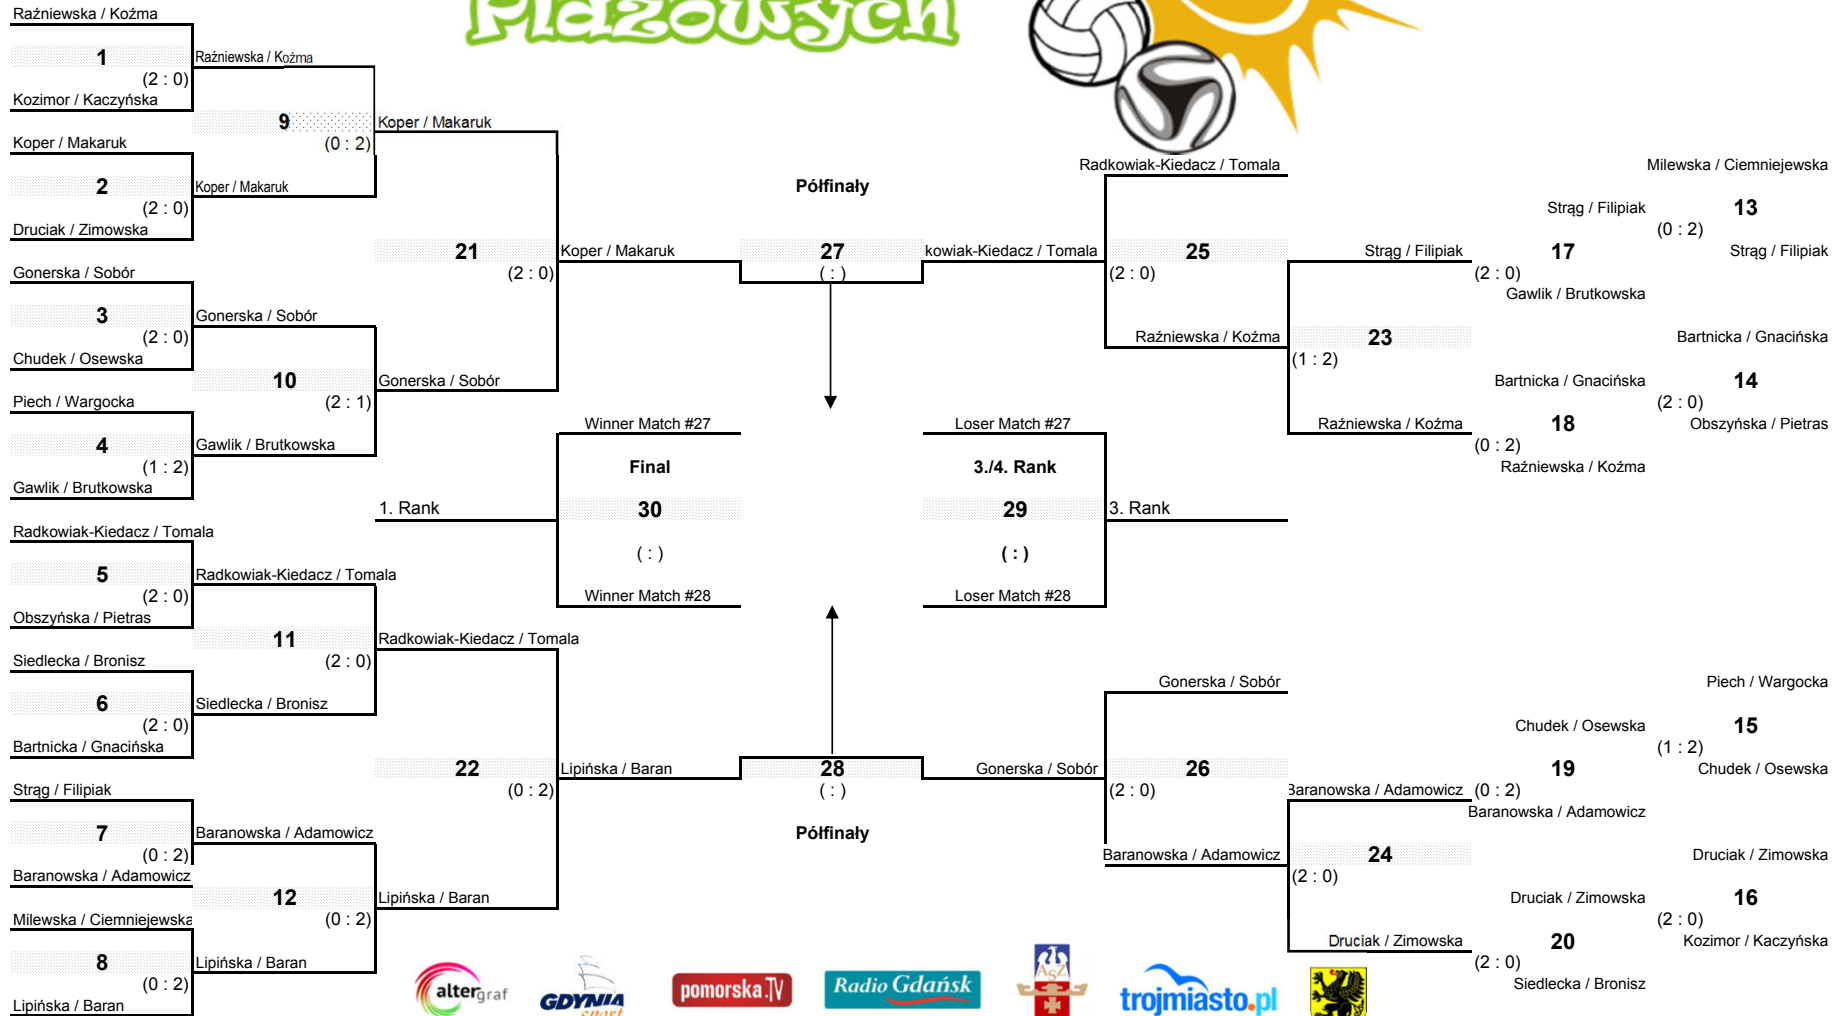 Plażowych
Raźniewska / Koźma
1
(2 : 0)
Kozimor / Kaczyńska
Raźniewska / Koźma
9
(0 : 2)
Koper / Makaruk
2
(2 : 0)
Druciak / Zimowska
Koper / Makaruk
Koper / Makaruk
21
(2 : 0)
Gonerska / Sobór
3
(2 : 0)
Chudek / Osewska
Gonerska / Sobór
10
(2 : 1)
Piech / Wargocka
4
(1 : 2)
Gawlik / Brutkowska
Gawlik / Brutkowska
Gonerska / Sobór
Koper / Makaruk
Radkowiak-Kiedacz / Tomala
5
(2 : 0)
Obszyńska / Pietras
Radkowiak-Kiedacz / Tomala
11
(2 : 0)
Siedlecka / Bronisz
6
(2 : 0)
Bartnicka / Gnacińska
Siedlecka / Bronisz
Radkowiak-Kiedacz / Tomala
22
(0 : 2)
Strąg / Filipiak
7
(0 : 2)
Baranowska / Adamowicz
Baranowska / Adamowicz
12
(0 : 2)
Milewska / Ciemniejewska
8
(0 : 2)
Lipińska / Baran
Lipińska / Baran
Lipińska / Baran
Lipińska / Baran
Półfinały
27
( : )
kowiak-Kiedacz / Tomala
Winner Match #27
Final
30
( : )
Winner Match #28
1. Rank
Loser Match #27
3./4. Rank
29
( : )
Loser Match #28
3. Rank
28
( : )
Gonerska / Sobór
Półfinały
Radkowiak-Kiedacz / Tomala
25
(2 : 0)
Raźniewska / Koźma
Strąg / Filipiak
23
(1 : 2)
Raźniewska / Koźma
Strąg / Filipiak
17
(2 : 0)
Gawlik / Brutkowska
Bartnicka / Gnacińska
18
(0 : 2)
Raźniewska / Koźma
Milewska / Ciemniejewska
13
(0 : 2)
Strąg / Filipiak
Bartnicka / Gnacińska
14
(2 : 0)
Obszyńska / Pietras
Gonerska / Sobór
26
(2 : 0)
Baranowska / Adamowicz
Baranowska / Adamowicz
24
(2 : 0)
Druciak / Zimowska
Chudek / Osewska
19
(0 : 2)
Baranowska / Adamowicz
Druciak / Zimowska
20
(2 : 0)
Siedlecka / Bronisz
Piech / Wargocka
15
(1 : 2)
Chudek / Osewska
Druciak / Zimowska
16
(2 : 0)
Kozimor / Kaczyńska
altergraf
GDYNIA
sport
pomorska.TV
Radio Gdańsk
AZS
trojmiasto.pl